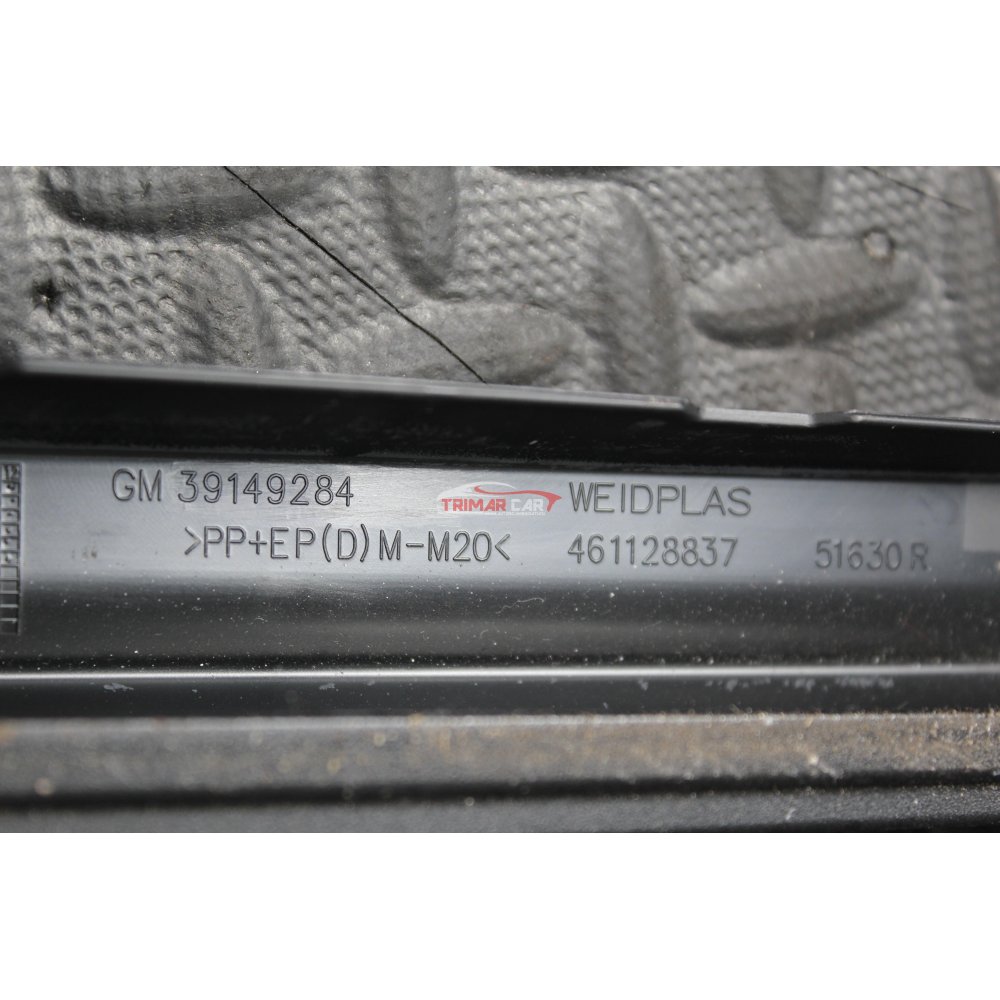 GM 39149284
WEIDPLAS
>PP+EP(D)M-M20<
461128837
51630 R
TRIMAR CAR